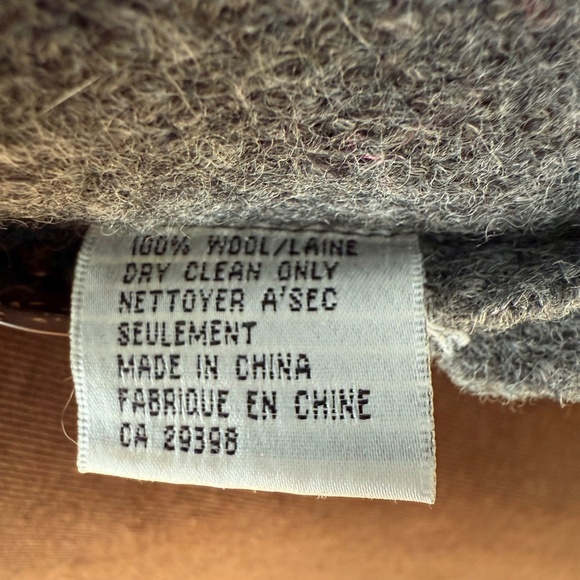 100% WOOL/LAINE
DRY CLEAN ONLY
NETTOYER A'SEC
SEULEMENT
MADE IN CHINA
FABRIQUE EN CHINE
CA 29398